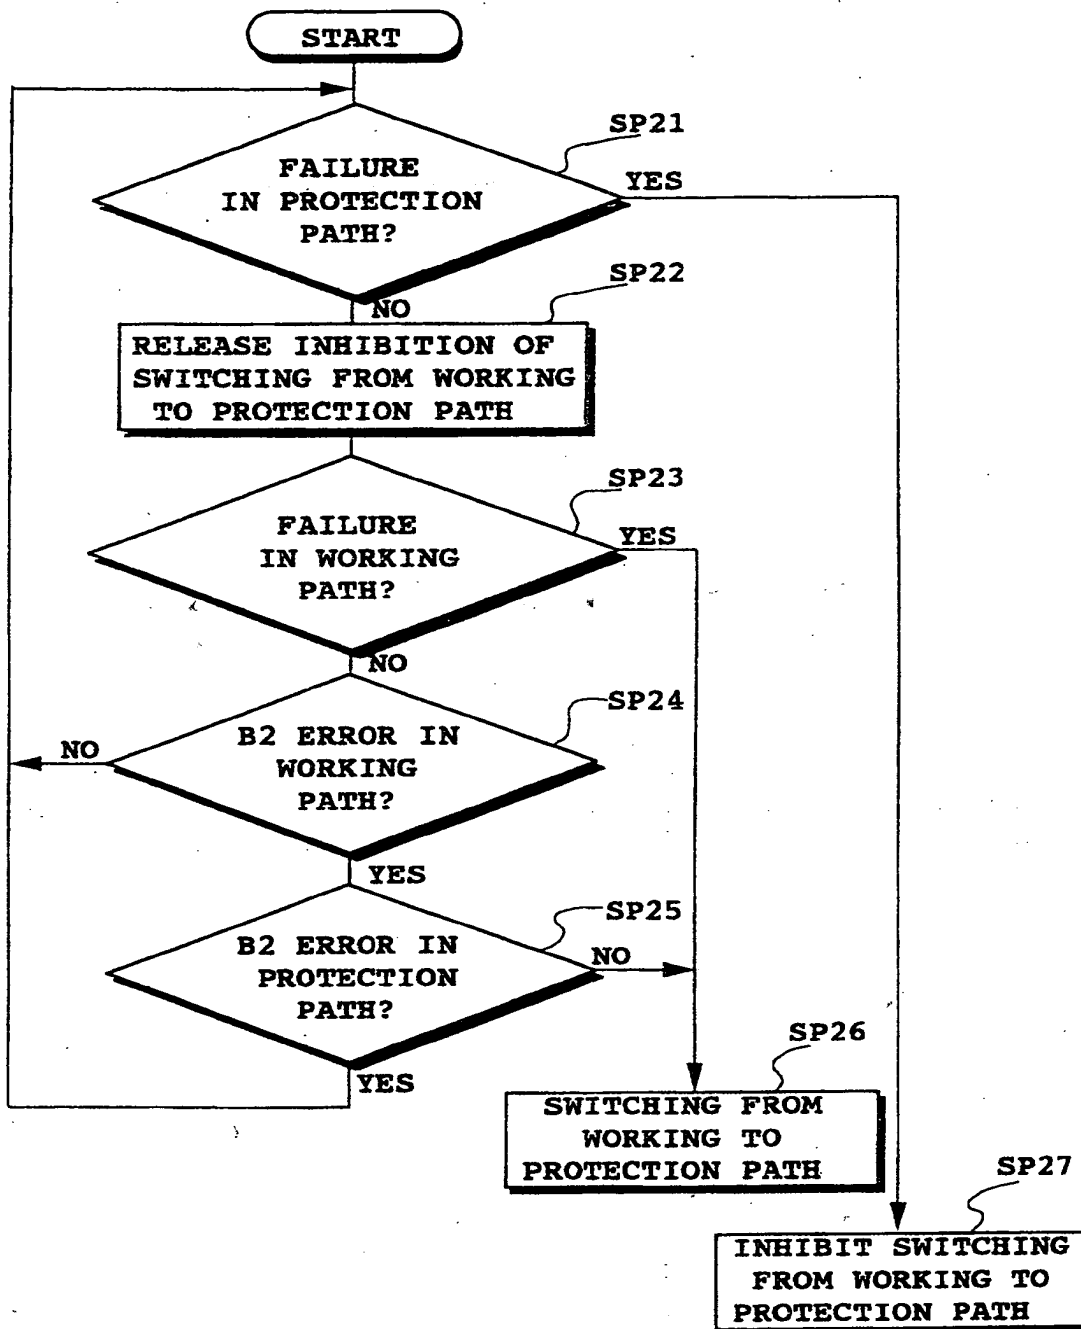 START
SP21
FAILURE
IN PROTECTION
PATH?
YES
SP22
NO
RELEASE INHIBITION OF
SWITCHING FROM WORKING
TO PROTECTION PATH
SP23
FAILURE
IN WORKING
PATH?
YES
NO
SP24
B2 ERROR IN
WORKING
PATH?
NO
YES
SP25
B2 ERROR IN
PROTECTION
PATH?
NO
YES
SP26
SWITCHING FROM
WORKING TO
PROTECTION PATH
SP27
INHIBIT SWITCHING
FROM WORKING TO
PROTECTION PATH